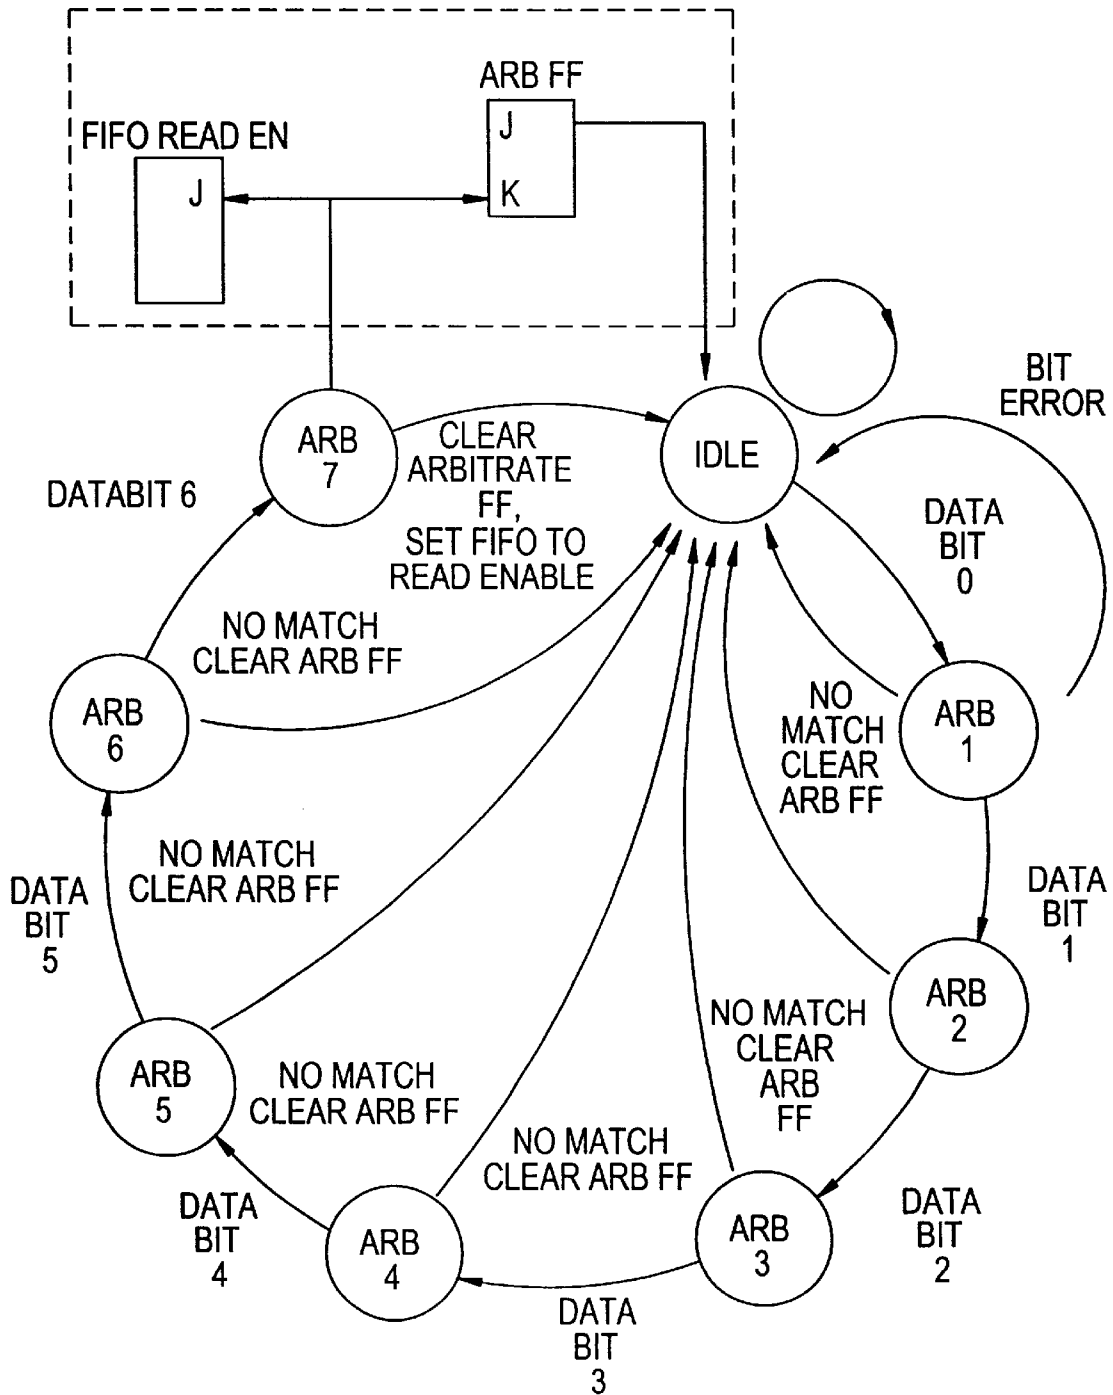 ARB FF
FIFO READ EN
J
J
K
BIT
ERROR
ARB
7
CLEAR
ARBITRATE
FF,
SET FIFO TO
READ ENABLE
IDLE
DATABIT 6
DATA
BIT
0
NO MATCH
CLEAR ARB FF
ARB
6
NO
MATCH
CLEAR
ARB FF
ARB
1
NO MATCH
CLEAR ARB FF
DATA
BIT
5
DATA
BIT
1
ARB
2
NO MATCH
CLEAR
ARB
FF
ARB
5
NO MATCH
CLEAR ARB FF
NO MATCH
CLEAR ARB FF
DATA
BIT
4
ARB
4
ARB
3
DATA
BIT
2
DATA
BIT
3